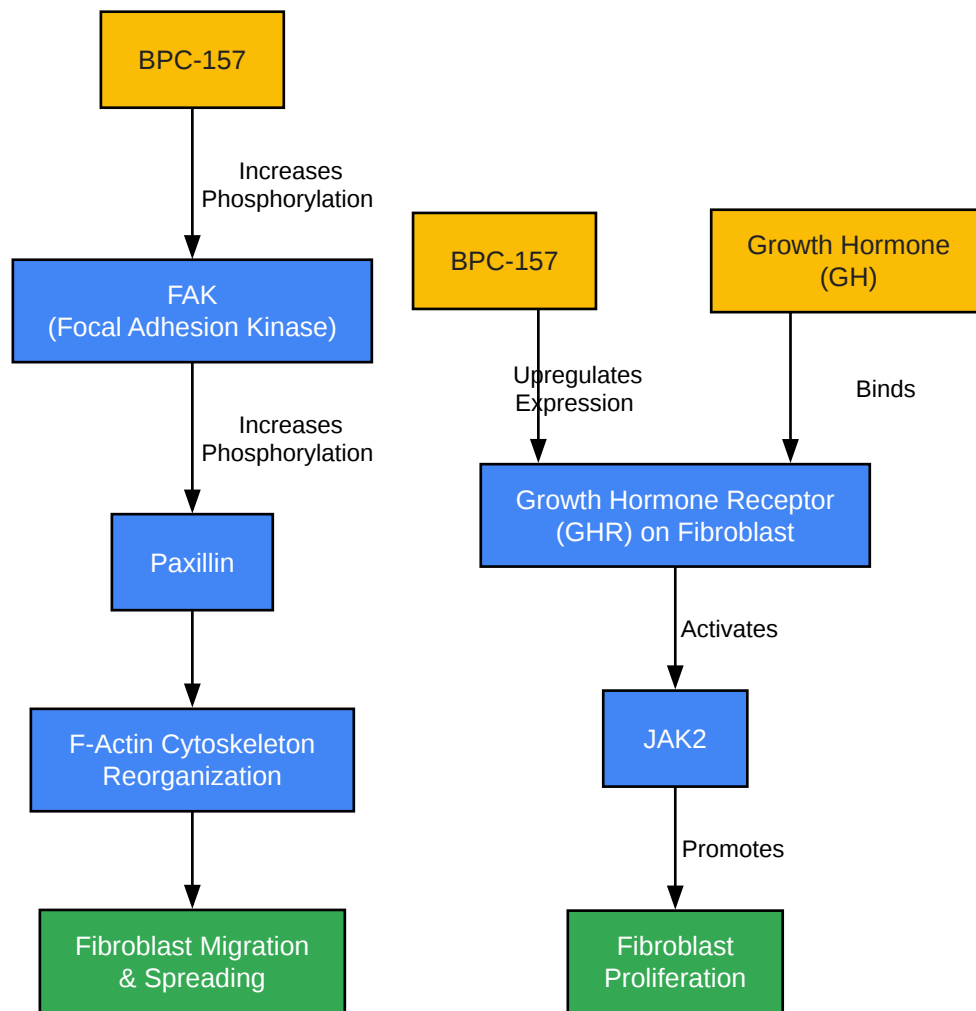 BPC-157
Increases
Phosphorylation
FAK
(Focal Adhesion Kinase)
Increases
Phosphorylation
Paxillin
F-Actin Cytoskeleton
Reorganization
Fibroblast Migration
& Spreading
BPC-157
Growth Hormone
(GH)
Upregulates
Expression
Binds
Growth Hormone Receptor
(GHR) on Fibroblast
Activates
JAK2
Promotes
Fibroblast
Proliferation